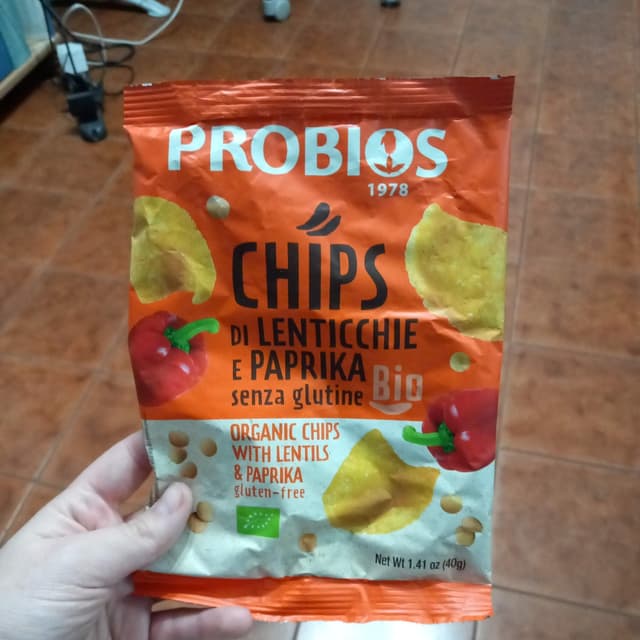 PROBIOS
1978
CHIPS
DI LENTICCHIE
E PAPRIKA
senza glutine Bio
ORGANIC CHIPS
WITH LENTILS
& PAPRIKA
gluten-free
Net Wt 1.41 oz (40g)